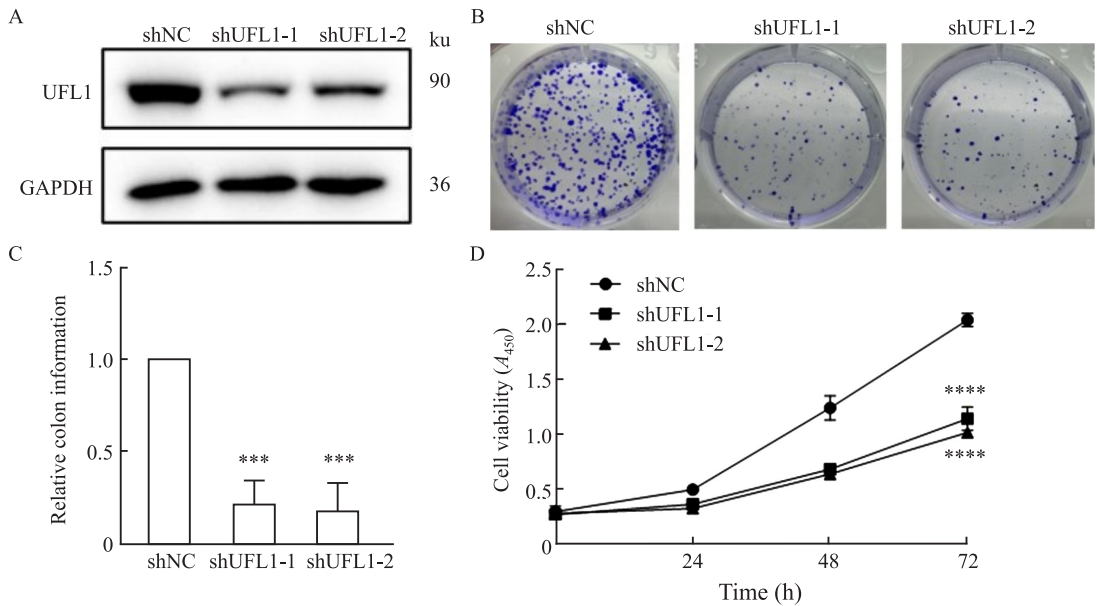 A
shNC shUFL1-1 shUFL1-2 ku
UFL1 90
GAPDH 36
B
shNC shUFL1-1 shUFL1-2
C
Relative colon information
1.5
1.0
0.5
0
*** ***
shNC shUFL1-1 shUFL1-2
D
Cell viability (A450)
2.5
2.0
1.5
1.0
0.5
0
shNC
shUFL1-1
shUFL1-2
****
****
24 48 72
Time (h)